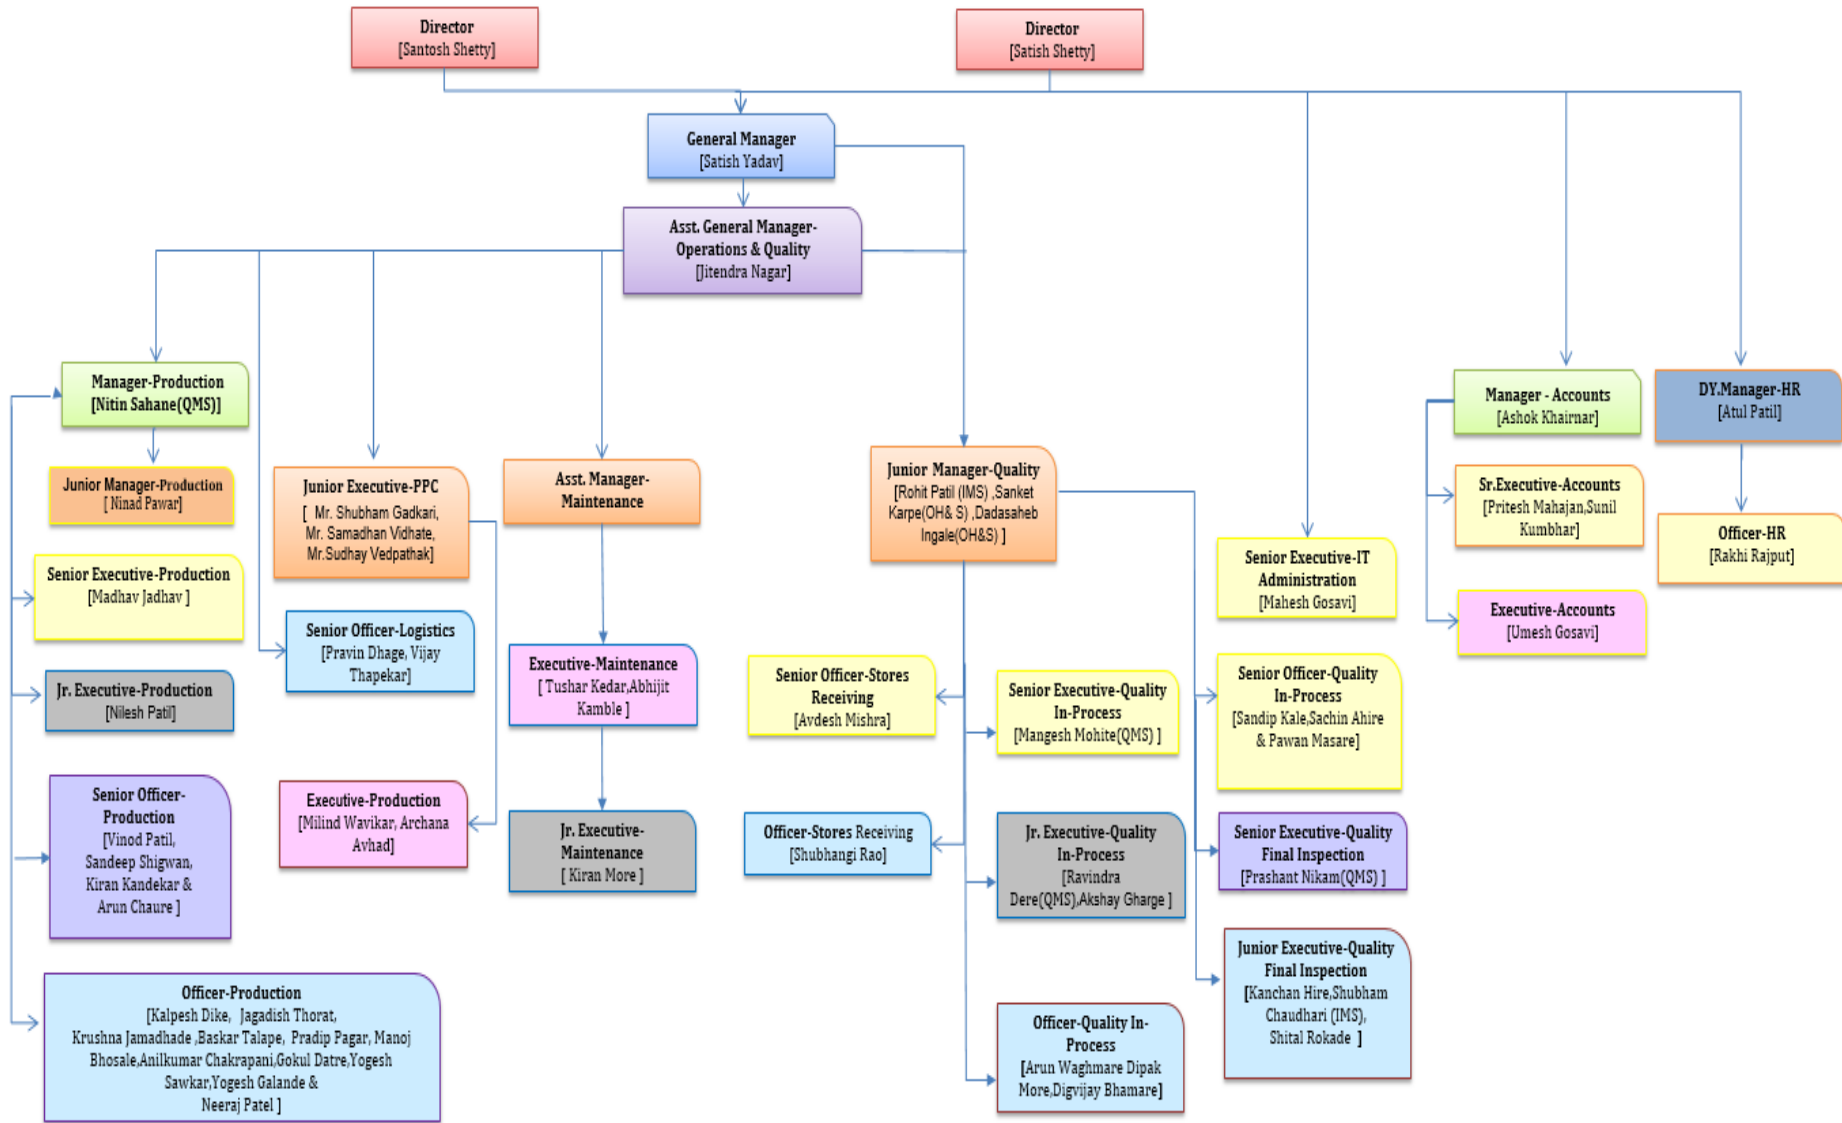 Director
[Santosh Shetty]
Director
[Satish Shetty]
General Manager
[Satish Yadav]
Asst. General Manager-
Operations & Quality
[Jitendra Nagar]
Manager-Production
[Nitin Sahane(QMS)]
Junior Manager-Production
[ Ninad Pawar]
Senior Executive-Production
[Madhav Jadhav ]
Jr. Executive-Production
[Nilesh Patil]
Senior Officer-
Production
[Vinod Patil,
Sandeep Shigwan,
Kiran Kandekar &
Arun Chaure ]
Officer-Production
[Kalpesh Dike, Jagadish Thorat,
Krushna Jamadhade ,Baskar Talape, Pradip Pagar, Manoj
Bhosale,Anilkumar Chakrapani,Gokul Datre,Yogesh
Sawkar,Yogesh Galande &
Neeraj Patel ]
Junior Executive-PPC
[ Mr. Shubham Gadkari,
Mr. Samadhan Vidhate,
Mr.Sudhay Vedpathak]
Senior Officer-Logistics
[Pravin Dhage, Vijay
Thapekar]
Executive-Production
[Milind Wavikar, Archana
Avhad]
Asst. Manager-
Maintenance
Executive-Maintenance
[ Tushar Kedar,Abhijit
Kamble ]
Jr. Executive-
Maintenance
[ Kiran More ]
Junior Manager-Quality
[Rohit Patil (IMS) ,Sanket
Karpe(OH& S) ,Dadasaheb
Ingale(OH&S) ]
Senior Officer-Stores
Receiving
[Avdesh Mishra]
Officer-Stores Receiving
[Shubhangi Rao]
Senior Executive-Quality
In-Process
[Mangesh Mohite(QMS) ]
Jr. Executive-Quality
In-Process
[Ravindra
Dere(QMS),Akshay Gharge ]
Officer-Quality In-
Process
[Arun Waghmare Dipak
More,Digvijay Bhamare]
Senior Executive-IT
Administration
[Mahesh Gosavi]
Senior Officer-Quality
In-Process
[Sandip Kale,Sachin Ahire
& Pawan Masare]
Senior Executive-Quality
Final Inspection
[Prashant Nikam(QMS) ]
Junior Executive-Quality
Final Inspection
[Kanchan Hire,Shubham
Chaudhari (IMS),
Shital Rokade ]
Manager - Accounts
[Ashok Khairnar]
Sr.Executive-Accounts
[Pritesh Mahajan,Sunil
Kumbhar]
Executive-Accounts
[Umesh Gosavi]
DY.Manager-HR
[Atul Patil]
Officer-HR
[Rakhi Rajput]